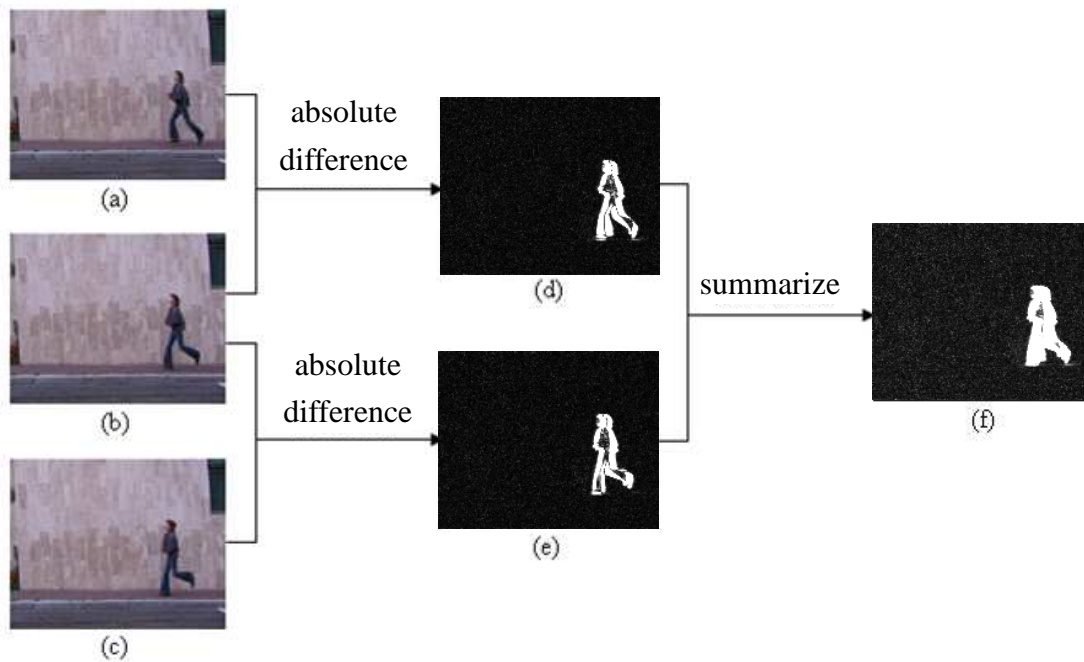 (a)
absolute
difference
(d)
(b)
summarize
absolute
difference
(f)
(e)
(c)